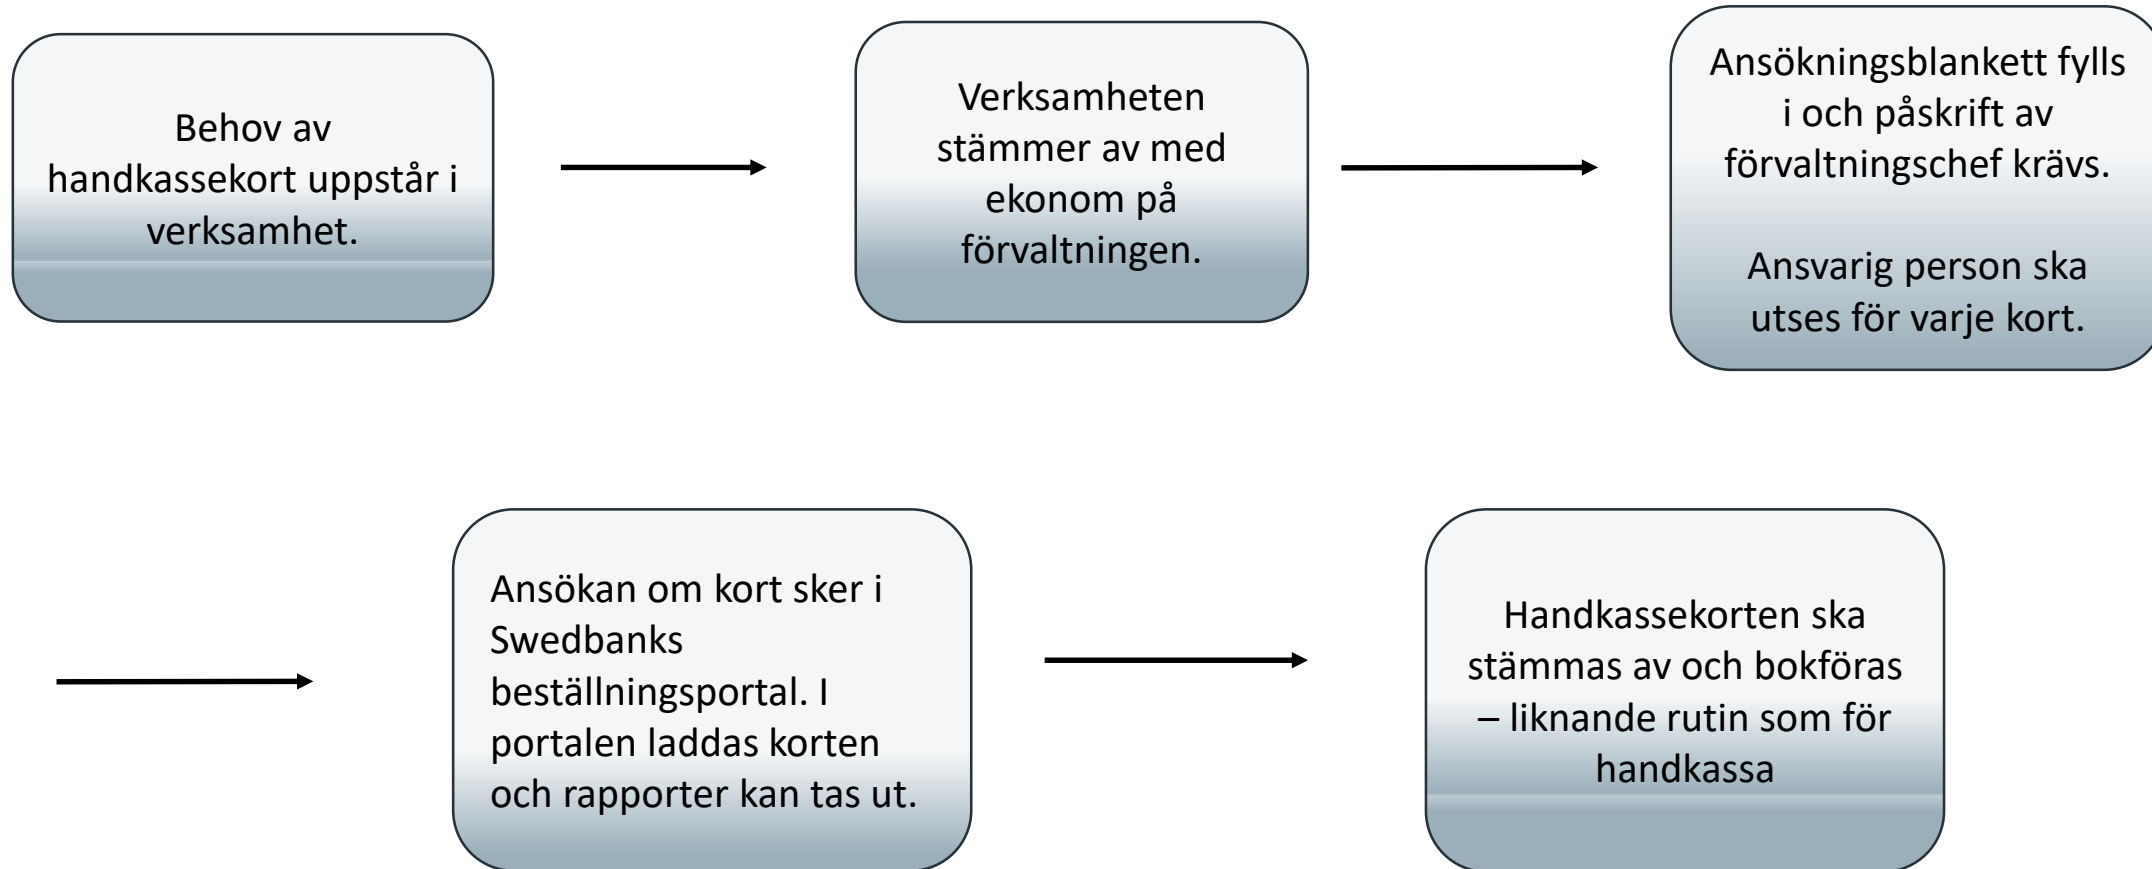 Behov av
handkassekort uppstår i
verksamhet.
Verksamheten
stämmer av med
ekonom på
förvaltningen.
Ansökningsblankett fylls
i och påskrift av
förvaltningschef krävs.
Ansvarig person ska
utses för varje kort.
Ansökan om kort sker i
Swedbanks
beställningsportal. I
portalen laddas korten
och rapporter kan tas ut.
Handkassekorten ska
stämmas av och bokföras
– liknande rutin som för
handkassa